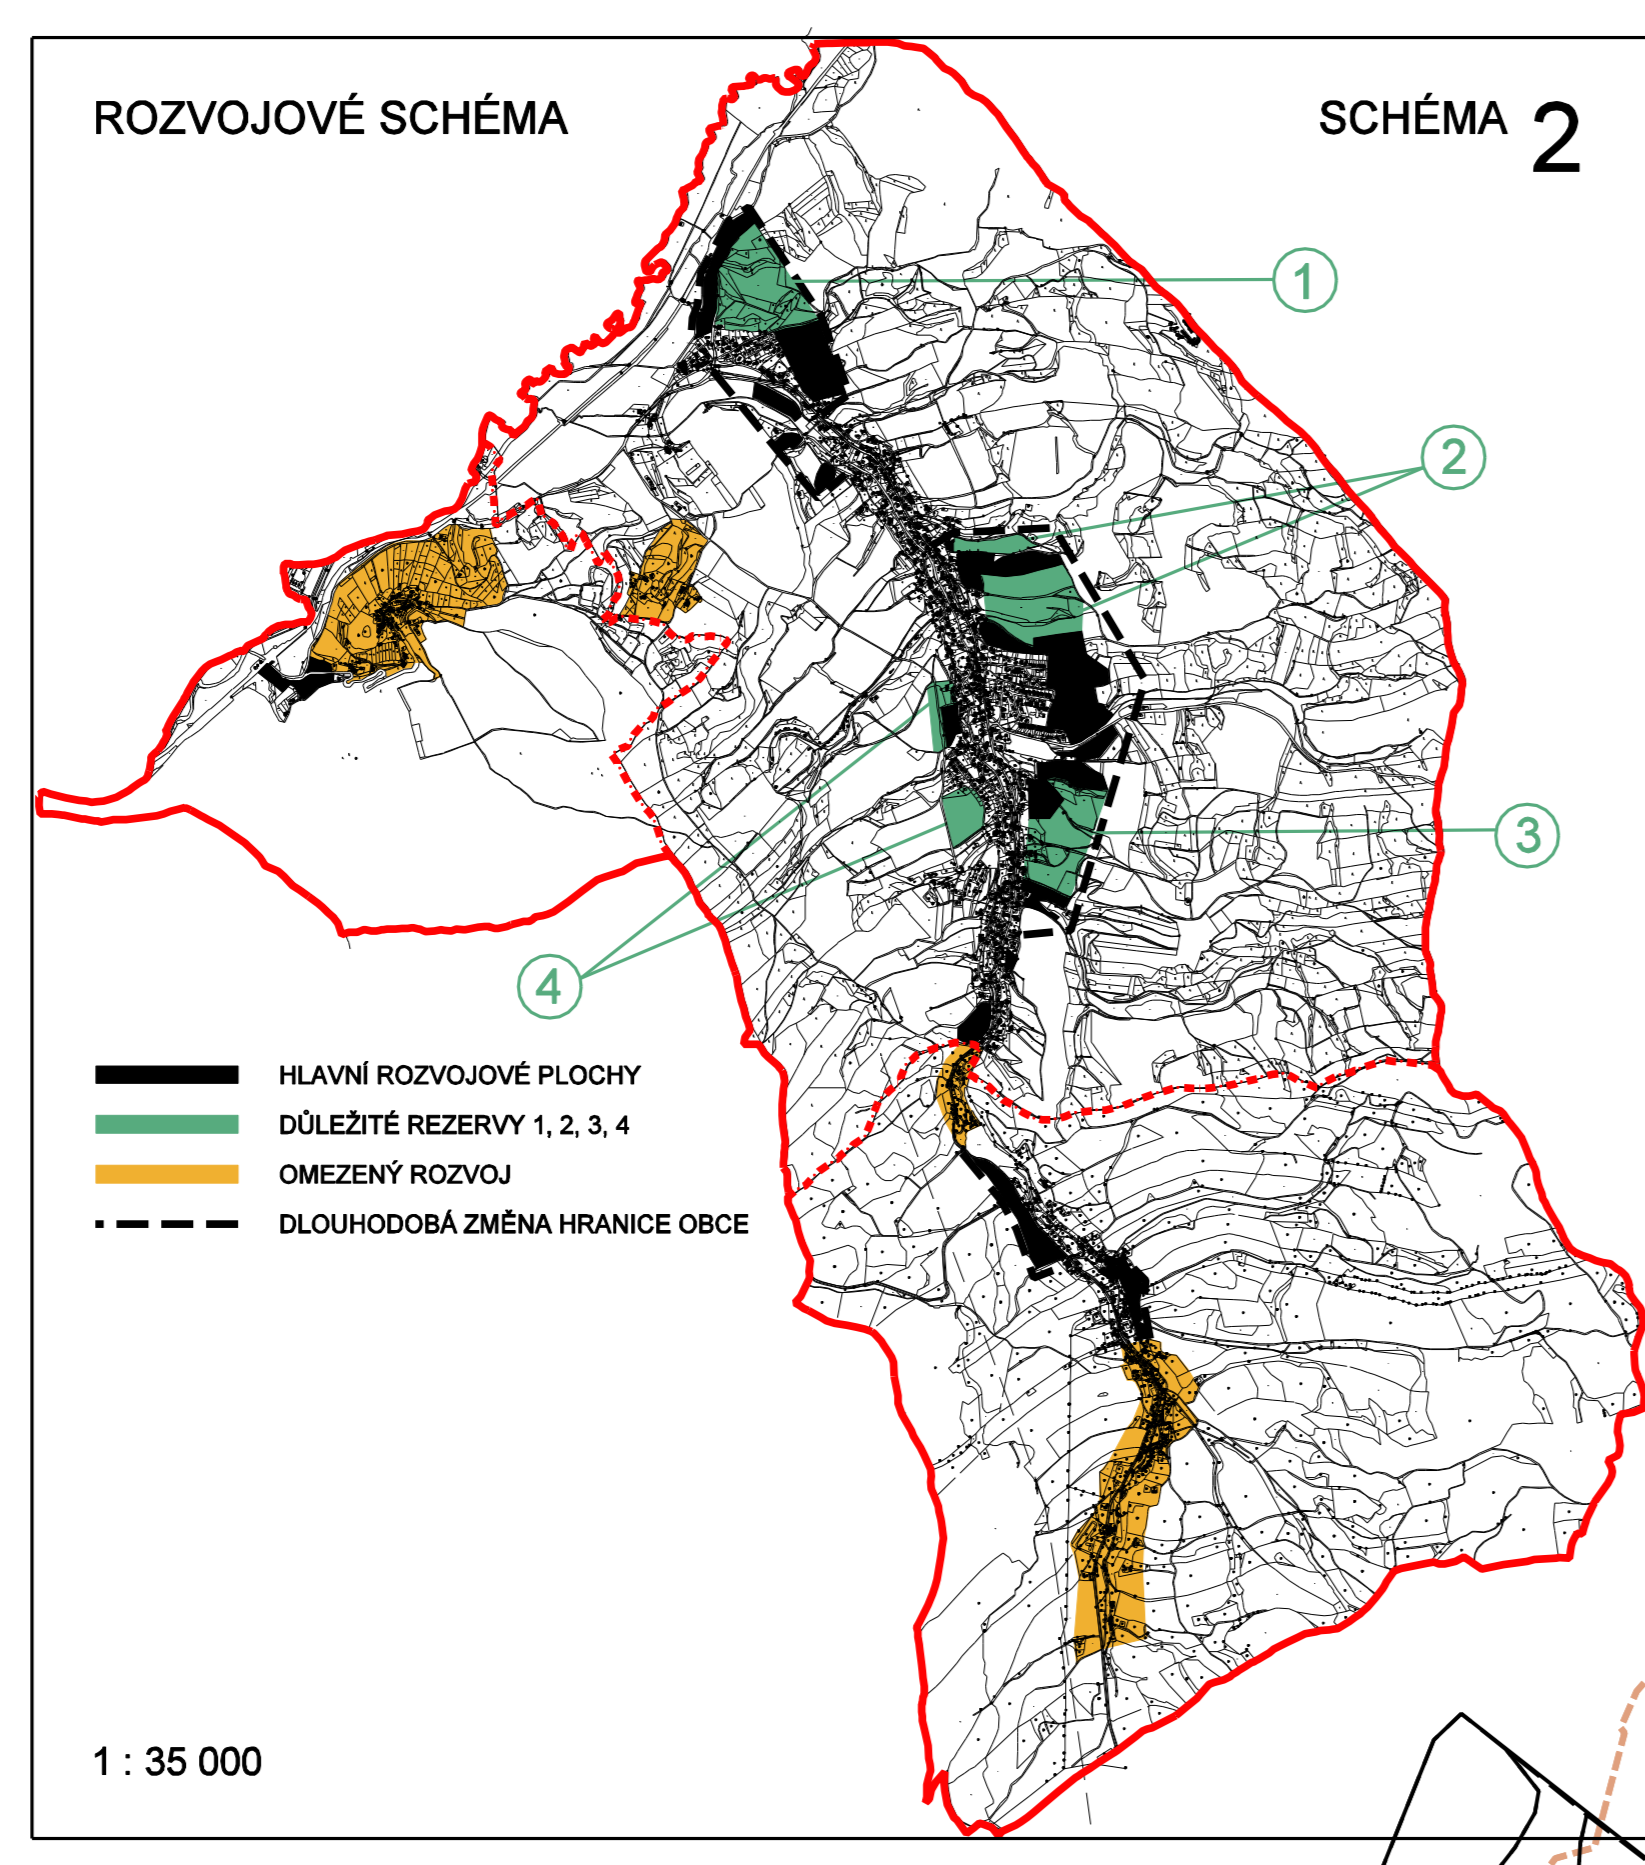 ROZVOJOVÉ SCHÉMA
SCHÉMA 2
1
2
3
4
HLAVNÍ ROZVOJOVÉ PLOCHY
DŮLEŽITÉ REZERVY 1, 2, 3, 4
OMEZENÝ ROZVOJ
DLOUHODOBÁ ZMĚNA HRANICE OBCE
1 : 35 000